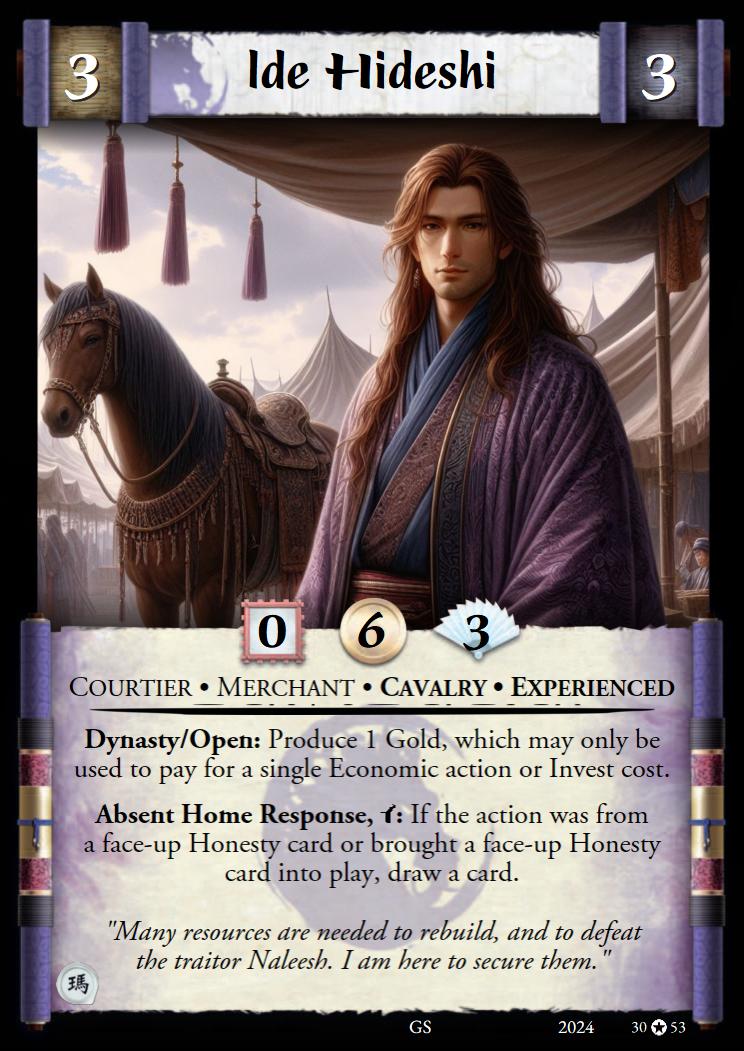 3
Ide Hideshi
3
0
6
3
Courtier • Merchant • Cavalry • Experienced
Dynasty/Open: Produce 1 Gold, which may only be
used to pay for a single Economic action or Invest cost.
Absent Home Response, : If the action was from
a face-up Honesty card or brought a face-up Honesty
card into play, draw a card.
"Many resources are needed to rebuild, and to defeat
the traitor Naleesh. I am here to secure them."
瑪
GS
2024
30 ✪ 53